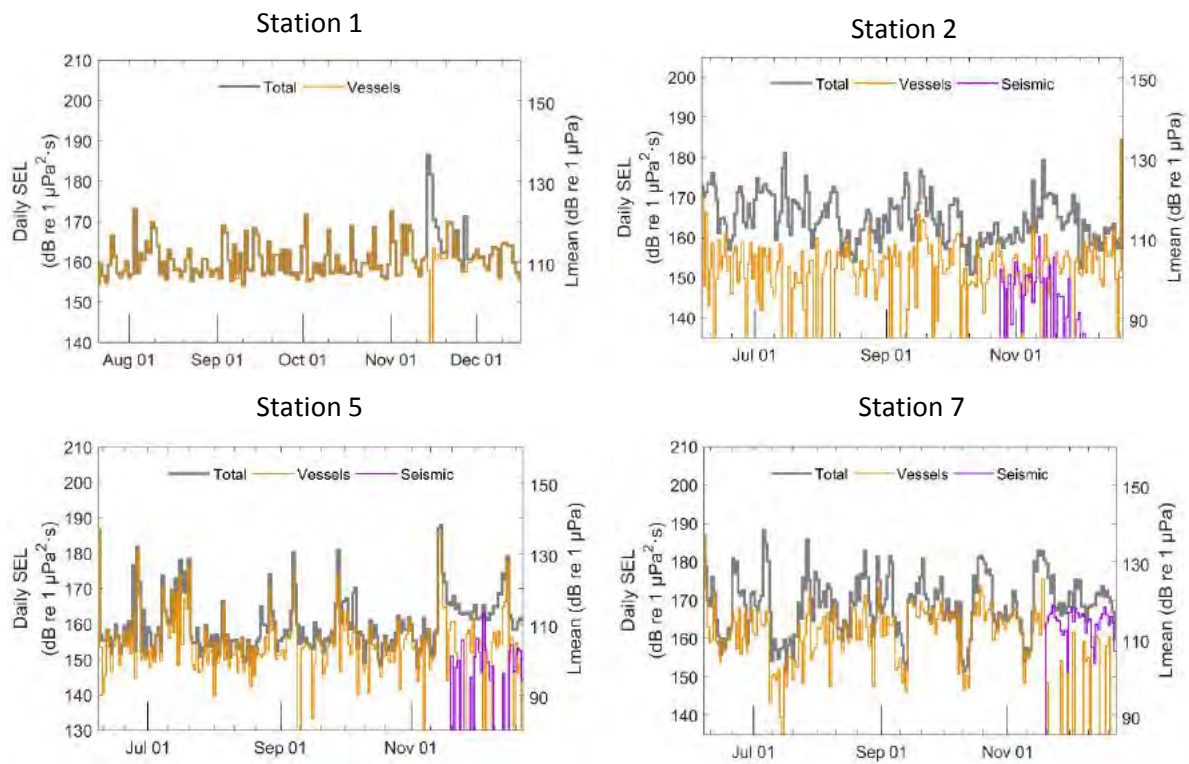 Station 1
210
200
190
180
170
160
150
140
Daily SEL
(dB re 1 µPa²·s)
Total Vessels
150
130
110
Lmean (dB re 1 µPa)
Aug 01 Sep 01 Oct 01 Nov 01 Dec 01
Station 2
200
190
180
170
160
150
140
Daily SEL
(dB re 1 µPa²·s)
Total Vessels Seismic
150
130
110
90
Lmean (dB re 1 µPa)
Jul 01 Sep 01 Nov 01
Station 5
210
200
190
180
170
160
150
140
130
Daily SEL
(dB re 1 µPa²·s)
Total Vessels Seismic
150
130
110
90
Lmean (dB re 1 µPa)
Jul 01 Sep 01 Nov 01
Station 7
210
200
190
180
170
160
150
140
Daily SEL
(dB re 1 µPa²·s)
Total Vessels Seismic
150
130
110
90
Lmean (dB re 1 µPa)
Jul 01 Sep 01 Nov 01